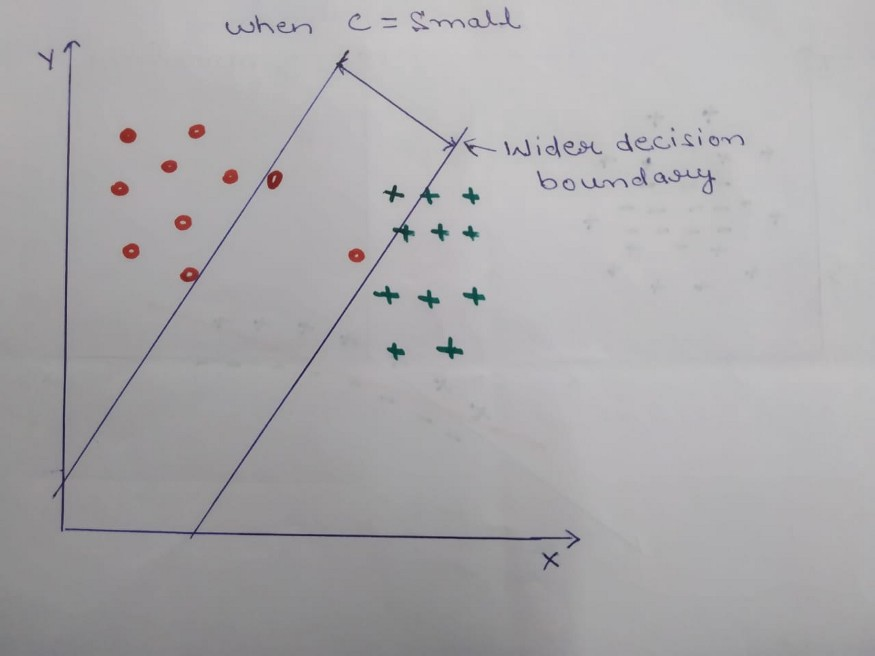 when C = Small
Y
Wider decision
boundary
X